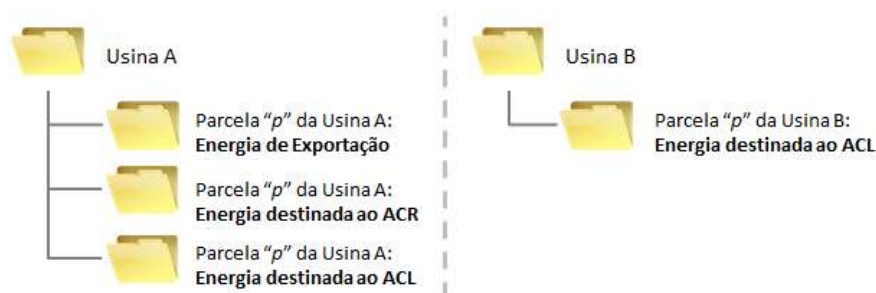 Usina A
Parcela "p" da Usina A:
Energia de Exportação
Parcela "p" da Usina A:
Energia destinada ao ACR
Parcela "p" da Usina A:
Energia destinada ao ACL
Usina B
Parcela "p" da Usina B:
Energia destinada ao ACL